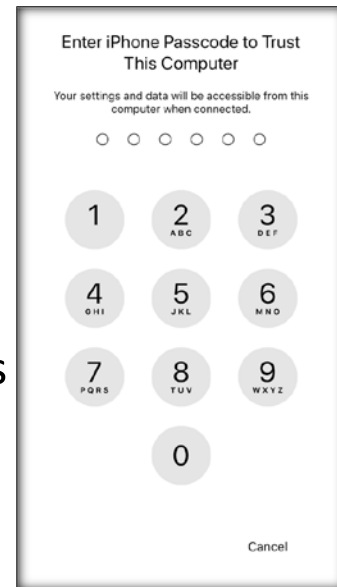 Enter iPhone Passcode to Trust
This Computer
Your settings and data will be accessible from this
computer when connected.
1 2 3
ABC DEF
4 5 6
GHI JKL MNO
s
7 8 9
PQRS TUV WXYZ
0
Cancel